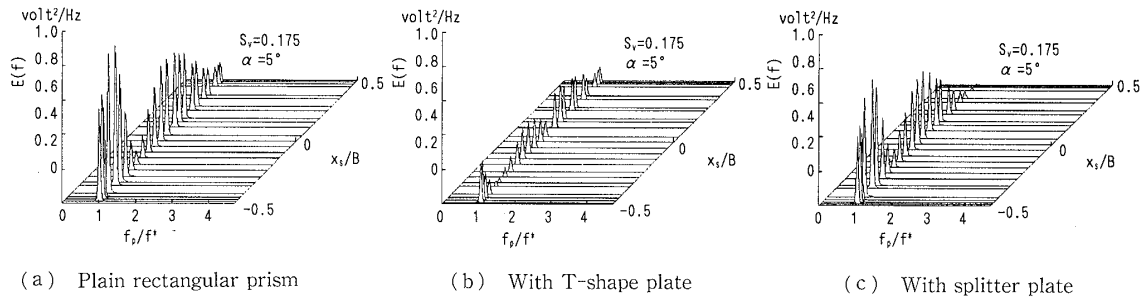 volt²/Hz
1.0
0.8
0.6
0.4
0.2
0
E(f)
Sᵥ=0.175
α=5°
0.5
0
xₛ/B
-0.5
0 1 2 3 4
fₚ/f*
(a) Plain rectangular prism
volt²/Hz
1.0
0.8
0.6
0.4
0.2
0
E(f)
Sᵥ=0.175
α=5°
0.5
0
xₛ/B
-0.5
0 1 2 3 4
fₚ/f*
(b) With T-shape plate
volt²/Hz
1.0
0.8
0.6
0.4
0.2
0
E(f)
Sᵥ=0.175
α=5°
0.5
0
xₛ/B
-0.5
0 1 2 3 4
fₚ/f*
(c) With splitter plate